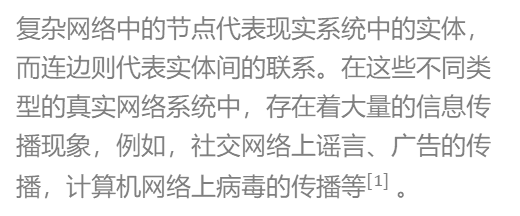 复杂网络中的节点代表现实系统中的实体，
而连边则代表实体间的联系。在这些不同类
型的真实网络系统中，存在着大量的信息传
播现象，例如，社交网络上谣言、广告的传
播，计算机网络上病毒的传播等[1] 。